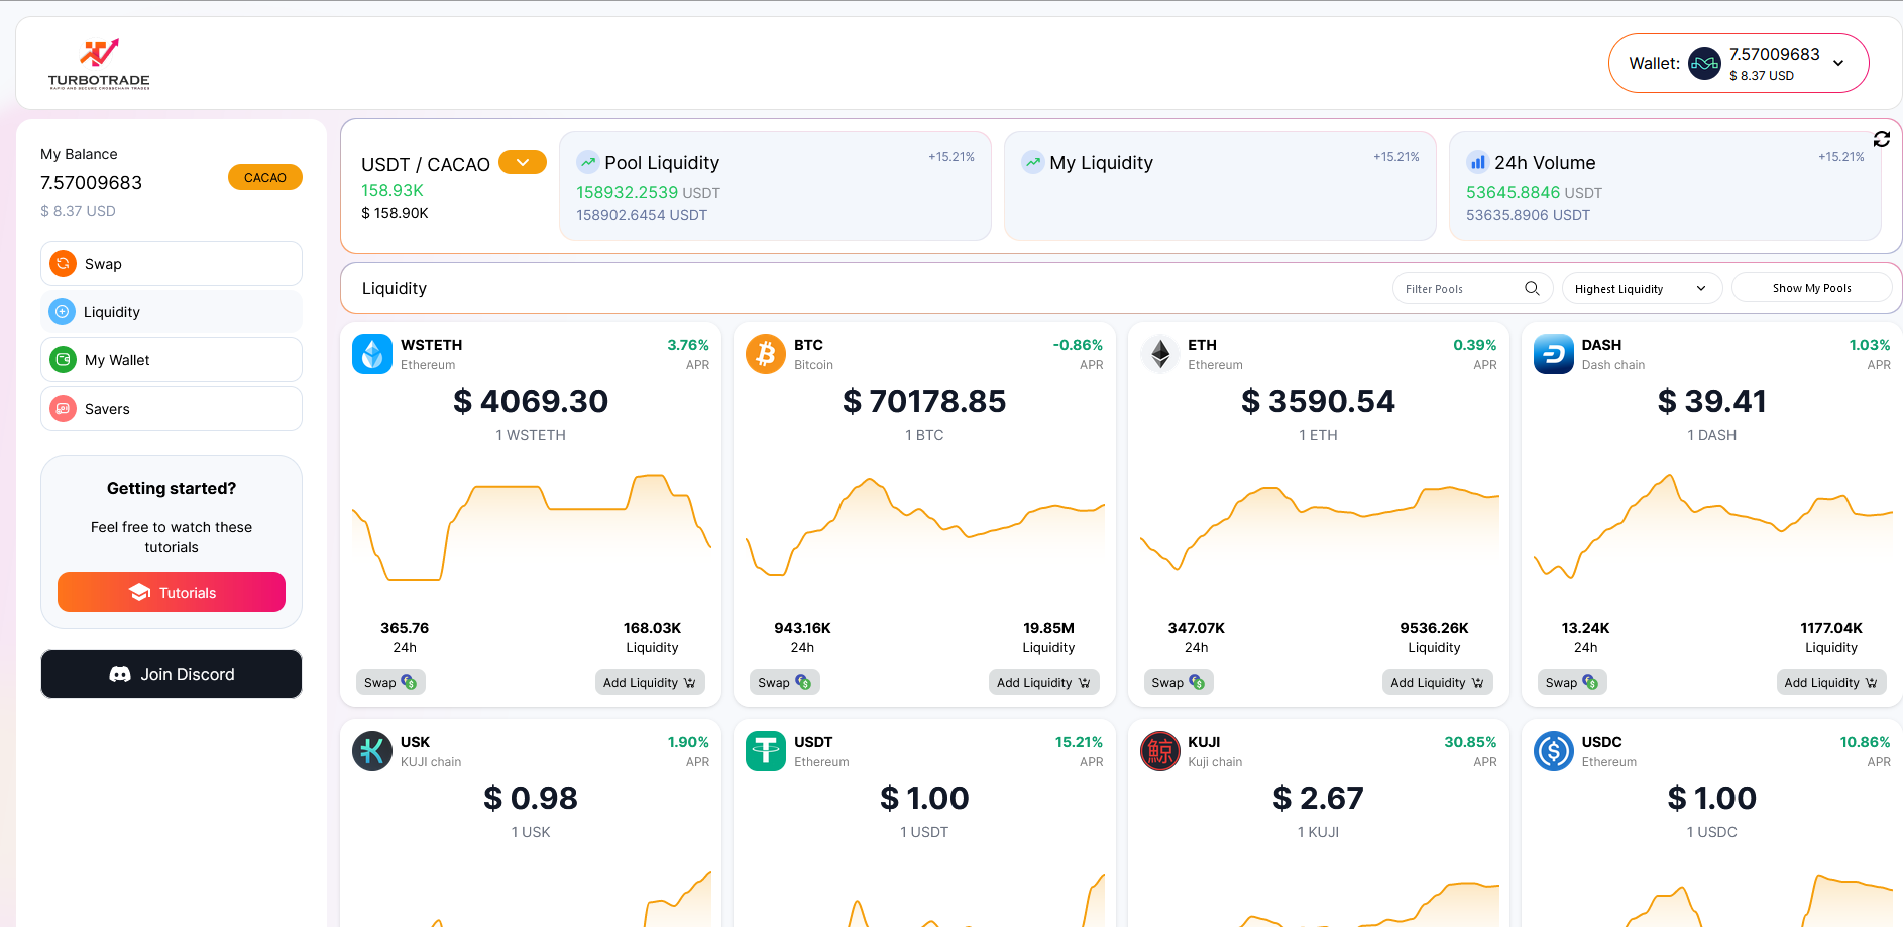 TURBOTRADE
RAPID AND SECURE CROSSCHAIN TRADES
Wallet:
7.57009683
$ 8.37 USD
My Balance
7.57009683
CACAO
$ 8.37 USD
Swap
Liquidity
My Wallet
Savers
Getting started?
Feel free to watch these
tutorials
Tutorials
Join Discord
USDT / CACAO
158.93K
$ 158.90K
Pool Liquidity
+15.21%
158932.2539 USDT
158902.6454 USDT
My Liquidity
+15.21%
24h Volume
+15.21%
53645.8846 USDT
53635.8906 USDT
Liquidity
Filter Pools
Highest Liquidity
Show My Pools
WSTETH
3.76%
Ethereum
APR
$ 4069.30
1 WSTETH
365.76
168.03K
24h
Liquidity
Swap
Add Liquidity
BTC
-0.86%
Bitcoin
APR
$ 70178.85
1 BTC
943.16K
19.85M
24h
Liquidity
Swap
Add Liquidity
ETH
0.39%
Ethereum
APR
$ 3590.54
1 ETH
347.07K
9536.26K
24h
Liquidity
Swap
Add Liquidity
DASH
1.03%
Dash chain
APR
$ 39.41
1 DASH
13.24K
1177.04K
24h
Liquidity
Swap
Add Liquidity
USK
1.90%
KUJI chain
APR
$ 0.98
1 USK
USDT
15.21%
Ethereum
APR
$ 1.00
1 USDT
鯨
KUJI
30.85%
Kuji chain
APR
$ 2.67
1 KUJI
USDC
10.86%
Ethereum
APR
$ 1.00
1 USDC